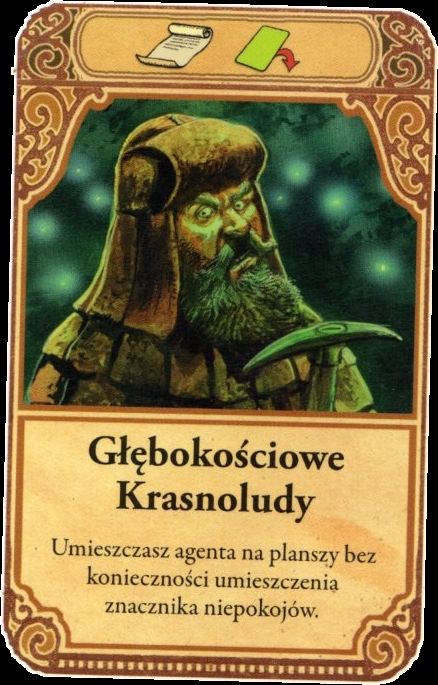 Głębokościowe
Krasnoludy
Umieszczasz agenta na planszy bez
konieczności umieszczenia
znacznika niepokojów.